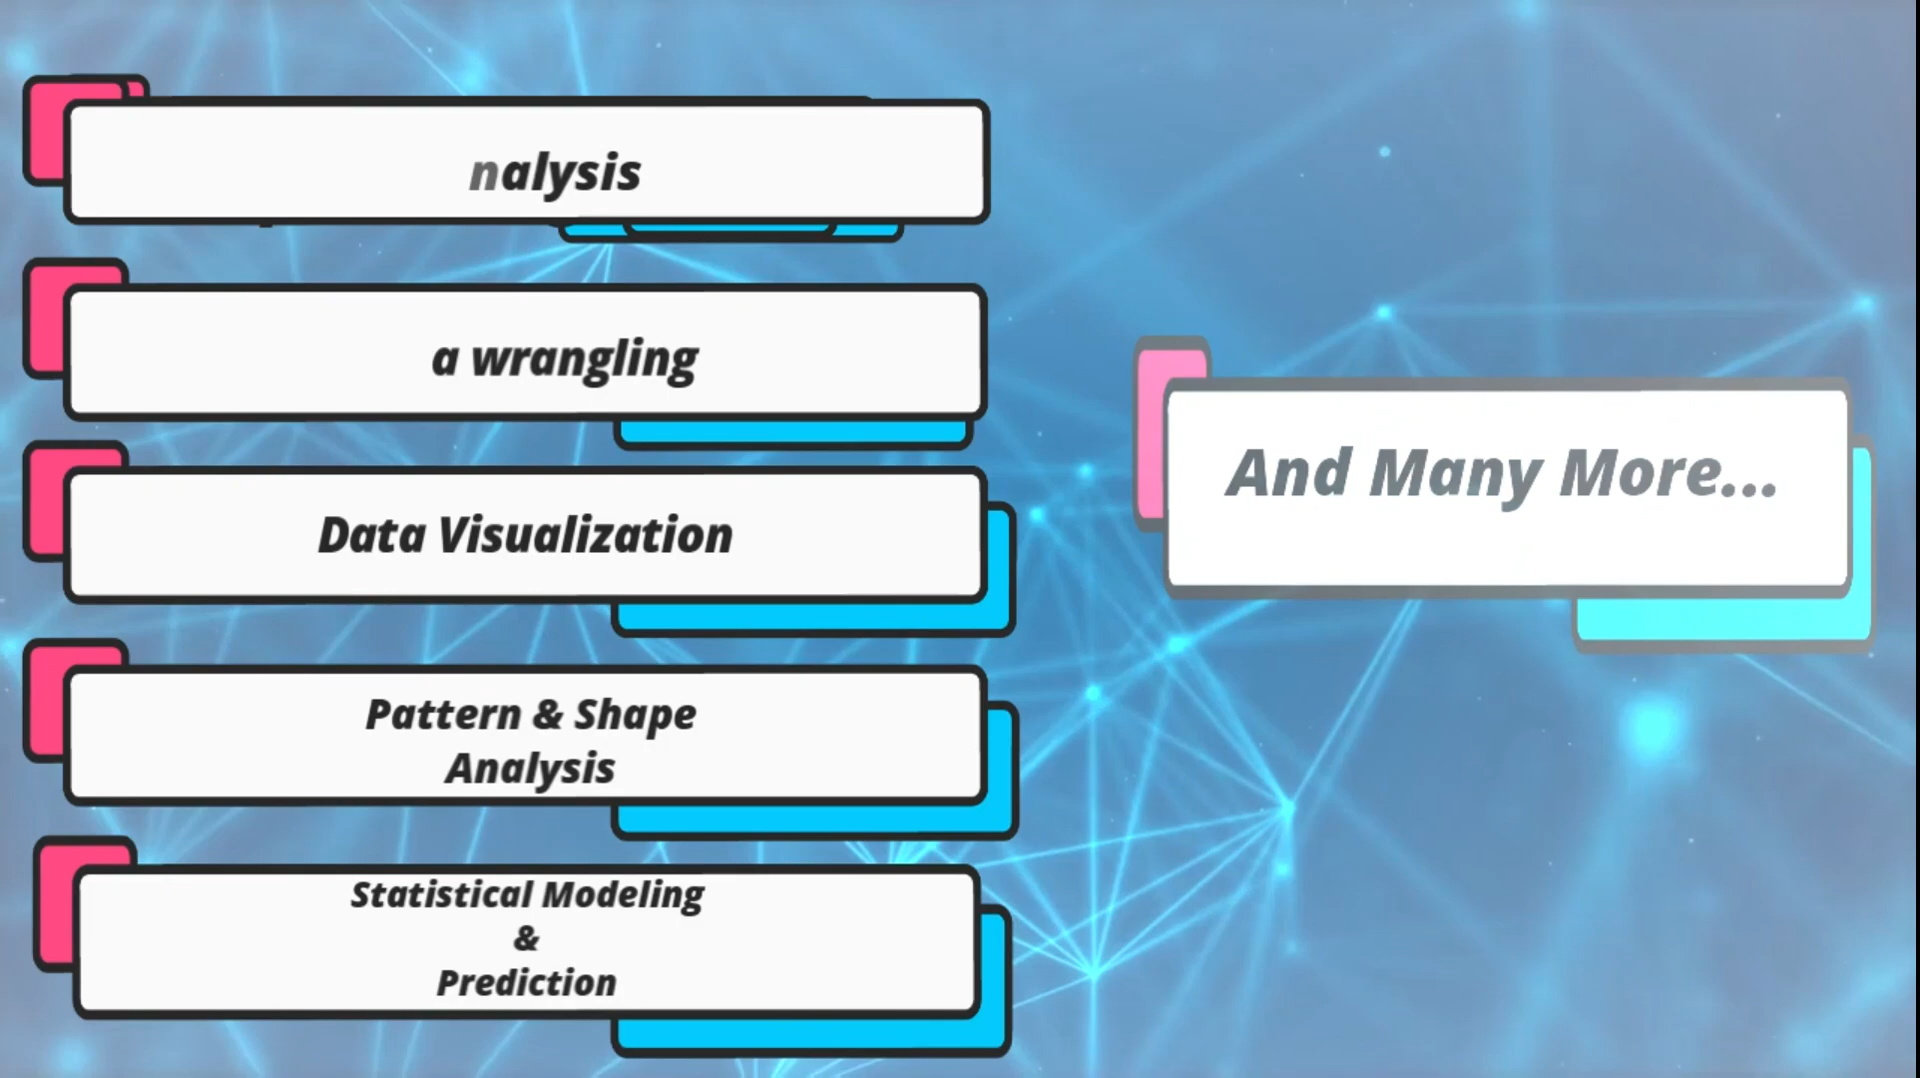 nalysis
a wrangling
Data Visualization
Pattern & Shape
Analysis
Statistical Modeling
&
Prediction
And Many More...